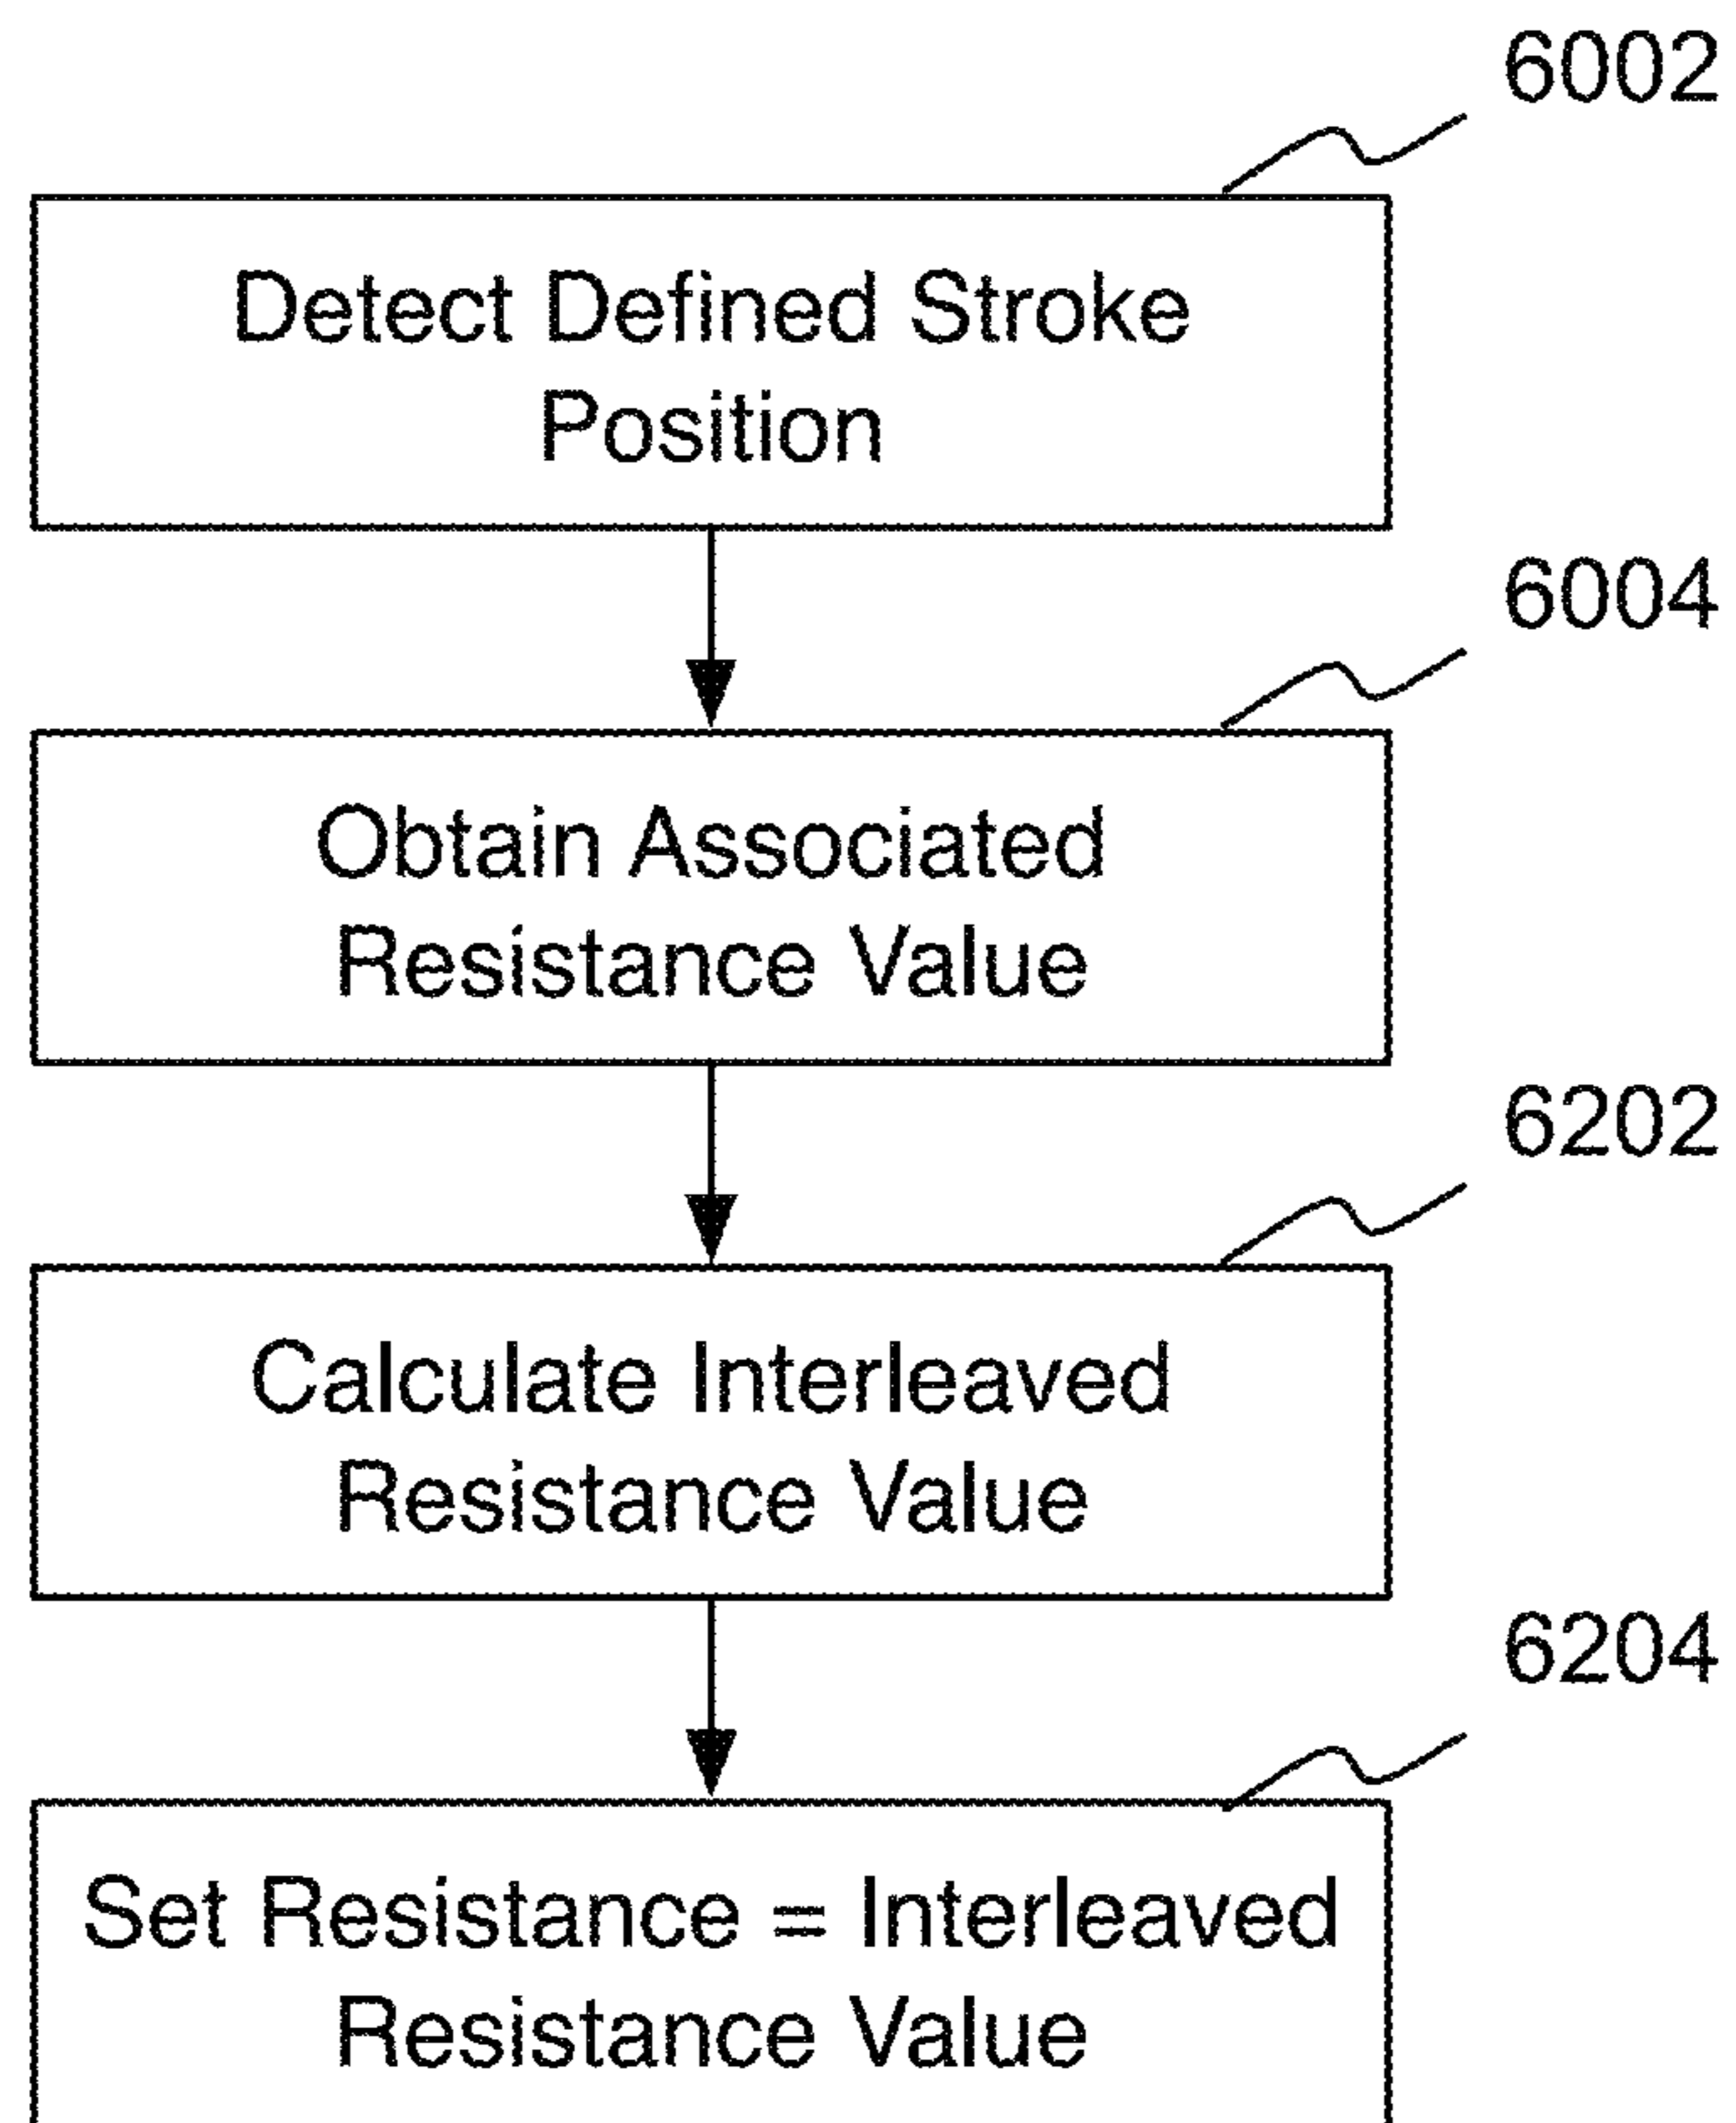 6002
Detect Defined Stroke
Position
6004
Obtain Associated
Resistance Value
6202
Calculate Interleaved
Resistance Value
6204
Set Resistance = Interleaved
Resistance Value